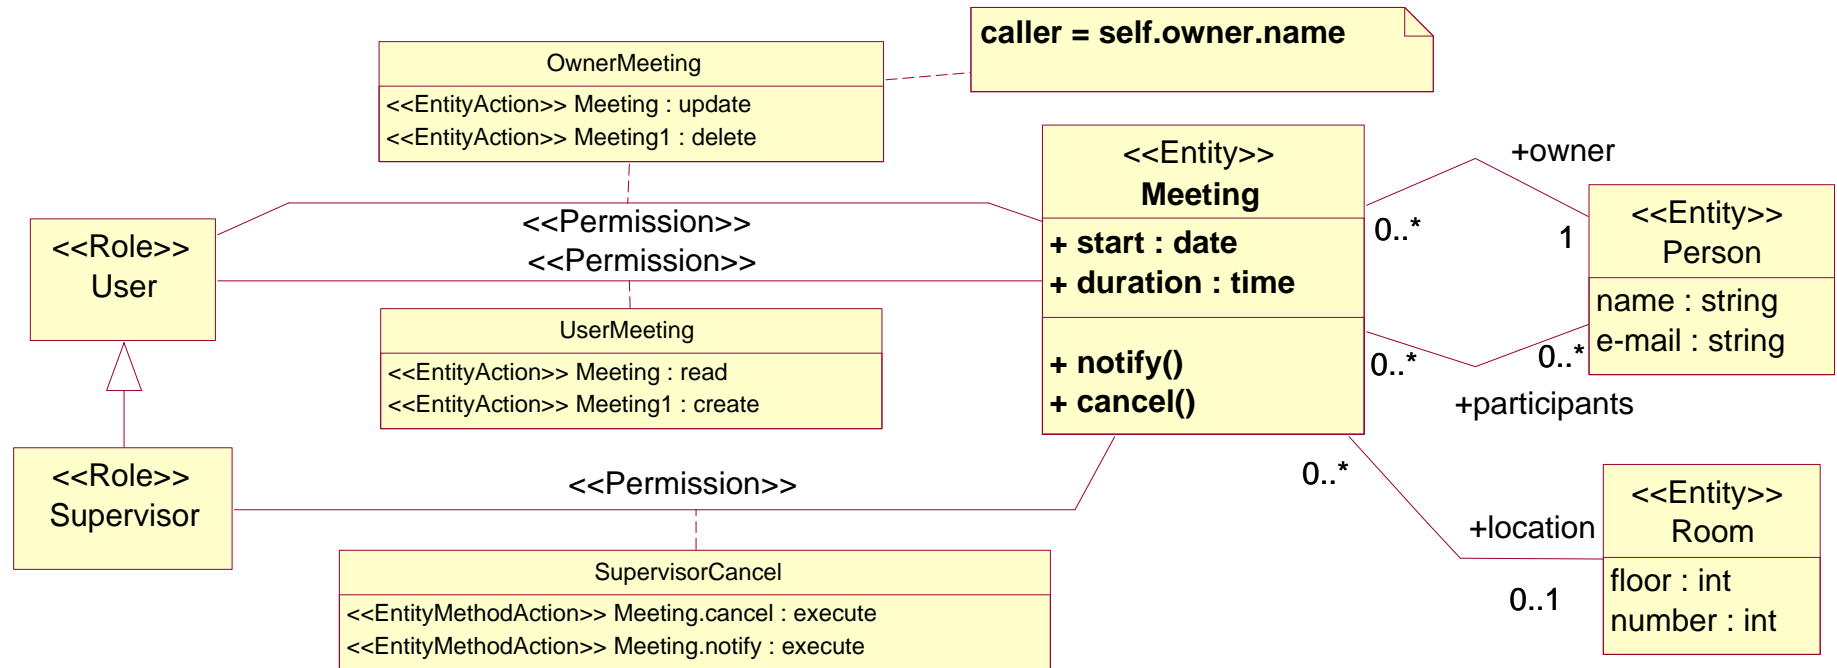 caller = self.owner.name
OwnerMeeting
<<EntityAction>> Meeting : update
<<EntityAction>> Meeting1 : delete
<<Permission>>
<<Permission>>
<<Role>>
User
UserMeeting
<<EntityAction>> Meeting : read
<<EntityAction>> Meeting1 : create
<<Role>>
Supervisor
<<Permission>>
SupervisorCancel
<<EntityMethodAction>> Meeting.cancel : execute
<<EntityMethodAction>> Meeting.notify : execute
<<Entity>>
Meeting
+ start : date
+ duration : time
+ notify()
+ cancel()
+owner
0..*
1
<<Entity>>
Person
name : string
e-mail : string
0..*
0..*
+participants
0..*
+location
0..1
<<Entity>>
Room
floor : int
number : int